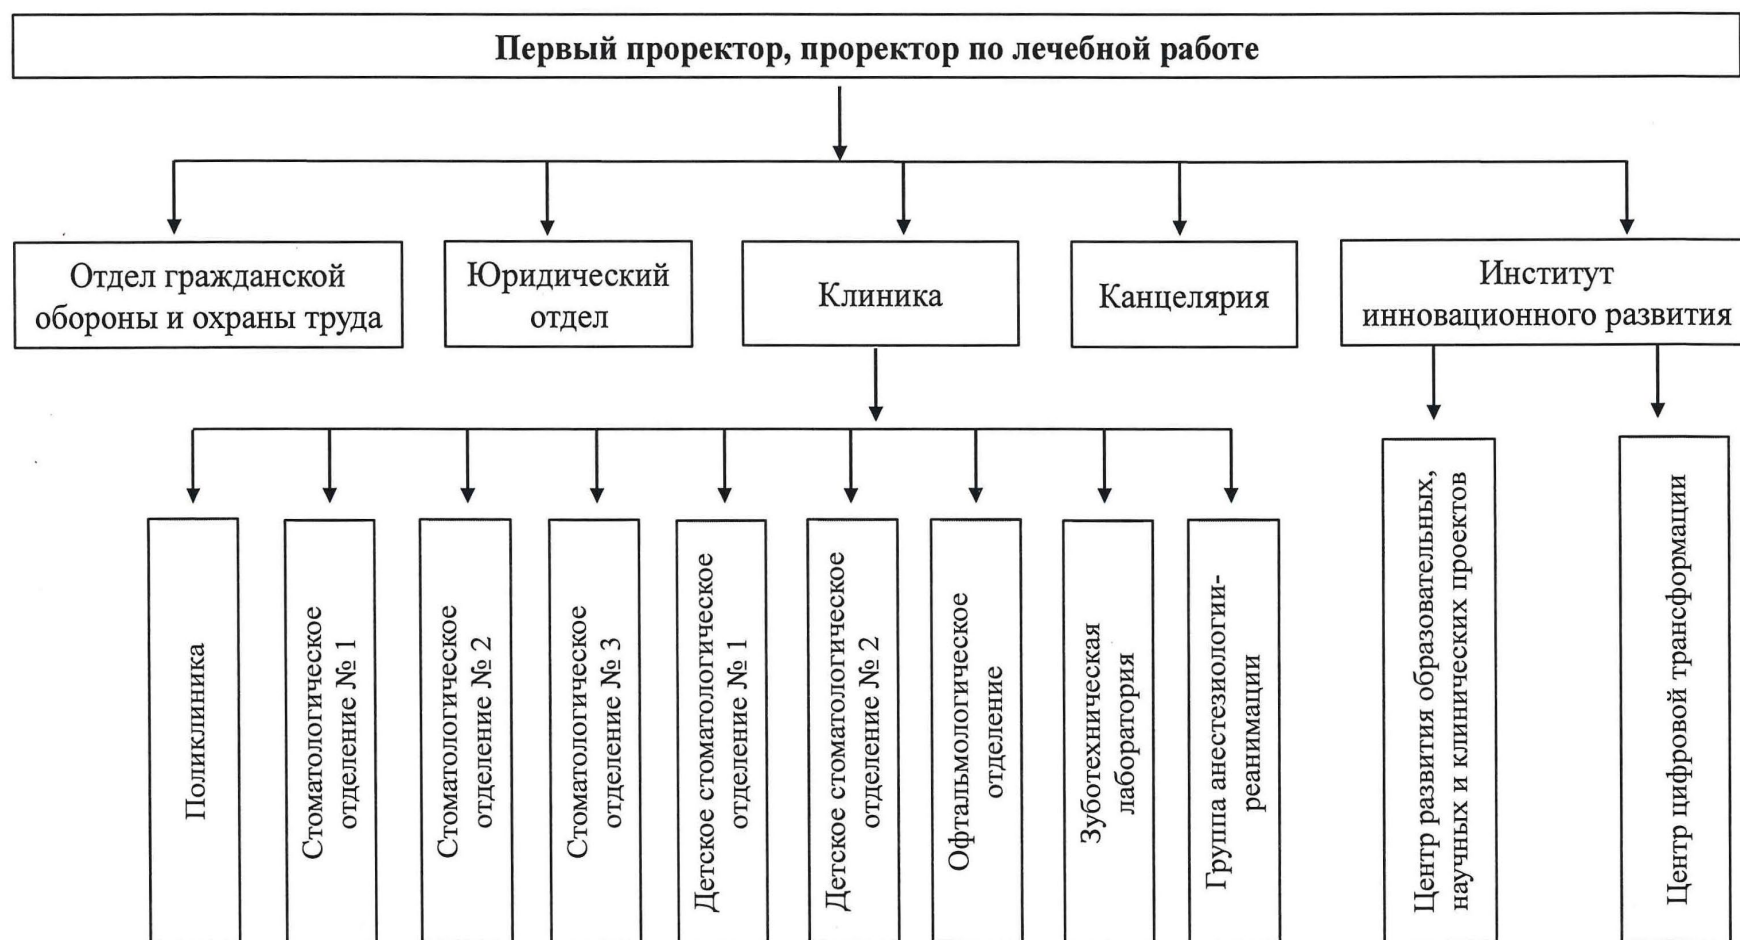 Первый проректор, проректор по лечебной работе
Отдел гражданской
обороны и охраны труда
Юридический
отдел
Клиника
Канцелярия
Институт
инновационного развития
Поликлиника
Стоматологическое
отделение № 1
Стоматологическое
отделение № 2
Стоматологическое
отделение № 3
Детское стоматологическое
отделение № 1
Детское стоматологическое
отделение № 2
Офтальмологическое
отделение
Зуботехническая
лаборатория
Группа анестезиологии-
реанимации
Центр развития образовательных,
научных и клинических проектов
Центр цифровой трансформации